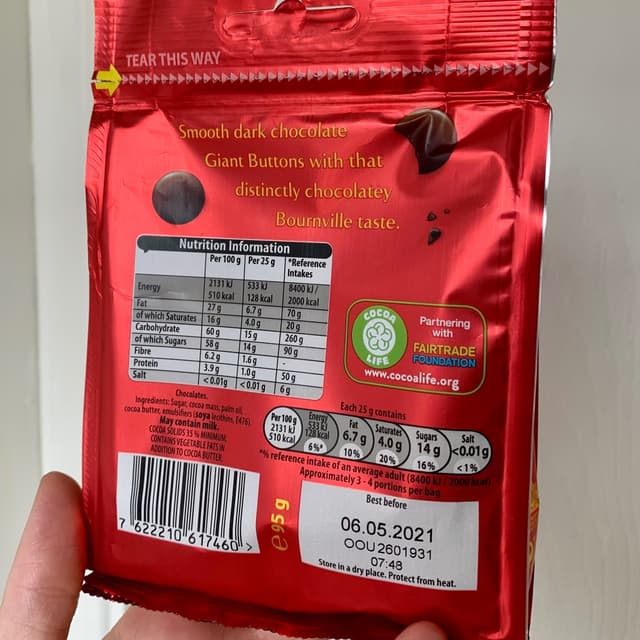 TEAR THIS WAY
Smooth dark chocolate
Giant Buttons with that
distinctly chocolatey
Bournville taste.
Nutrition Information
Per 100 g Per 25 g *Reference Intakes
Energy 2131 kJ 533 kJ 8400 kJ /
510 kcal 128 kcal 2000 kcal
Fat 27 g 6.7 g 70 g
of which Saturates 16 g 4.0 g 20 g
Carbohydrate 60 g 15 g 260 g
of which Sugars 58 g 14 g 90 g
Fibre 6.2 g 1.6 g -
Protein 3.9 g 1.0 g 50 g
Salt <0.01g <0.01 g 6 g
COCOA
LIFE
Partnering
with
FAIRTRADE
FOUNDATION
www.cocoalife.org
Chocolates.
Ingredients: Sugar, cocoa mass, palm oil,
cocoa butter, emulsifiers (soya lecithins, E476).
May contain milk.
COCOA SOLIDS 35 % MINIMUM.
CONTAINS VEGETABLE FATS IN
ADDITION TO COCOA BUTTER.
Each 25 g contains
Per 100 g 2131 kJ 510 kcal
Energy 533 kJ 128 kcal 6%*
Fat 6.7 g 10%
Saturates 4.0 g 20%
Sugars 14 g 16%
Salt <0.01g <1%
*% reference intake of an average adult (8400 kJ / 2000 kcal)
Approximately 3 - 4 portions per bag
7 622210 617460 >
e 95 g
Best before
06.05.2021
OOU2601931
07:48
Store in a dry place. Protect from heat.